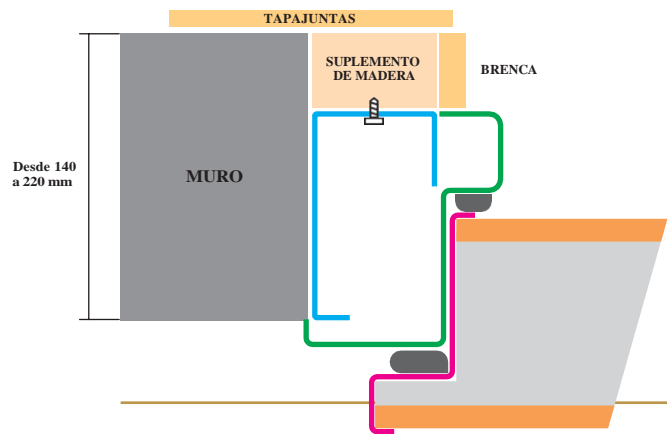 TAPAJUNTAS
SUPLEMENTO
DE MADERA
BRENCA
Desde 140
a 220 mm
MURO